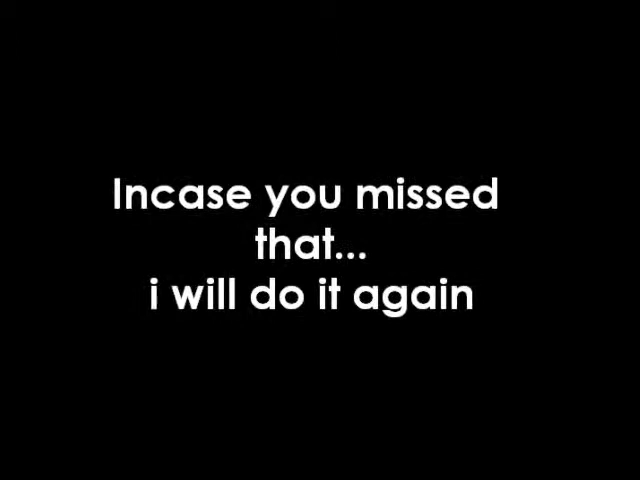 Incase you missed
that...
i will do it again